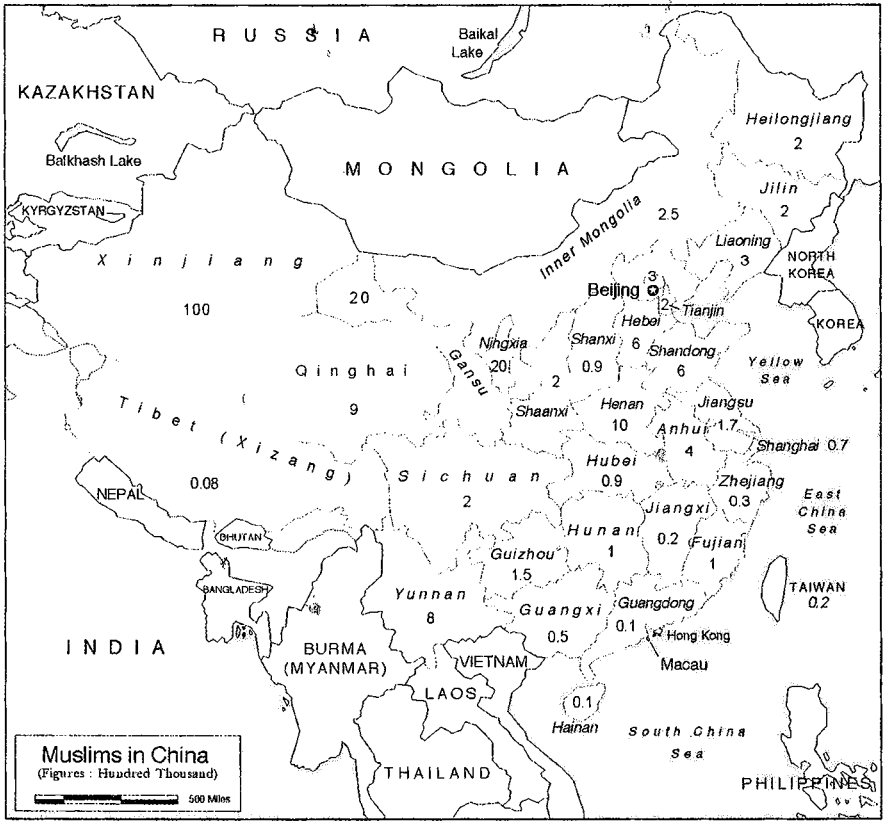 RUSSIA
Baikal
Lake
KAZAKHSTAN
Balkhash Lake
KYRGYZSTAN
MONGOLIA
Heilongjiang
2
Jilin
2
Inner Mongolia
2.5
Liaoning
3
NORTH
KOREA
KOREA
Xinjiang
100
20
Beijing
3
2
Tianjin
Hebei
6
Shanxi
0.9
Shandong
6
Yellow
Sea
Ningxia
20
Gansu
Qinghai
9
2
Shaanxi
Henan
10
Jiangsu
1.7
Anhui
4
Shanghai 0.7
Tibet (Xizang)
0.08
Sichuan
2
Hubei
0.9
Zhejiang
0.3
East
China
Sea
NEPAL
BHUTAN
BANGLADESH
INDIA
Guizhou
1.5
Hunan
1
Jiangxi
0.2
Fujian
1
TAIWAN
0.2
Yunnan
8
Guangxi
0.5
Guangdong
0.1
Hong Kong
Macau
BURMA
(MYANMAR)
VIETNAM
LAOS
0.1
Hainan
South China
Sea
THAILAND
PHILIPPINES
Muslims in China
(Figures : Hundred Thousand)
500 Miles